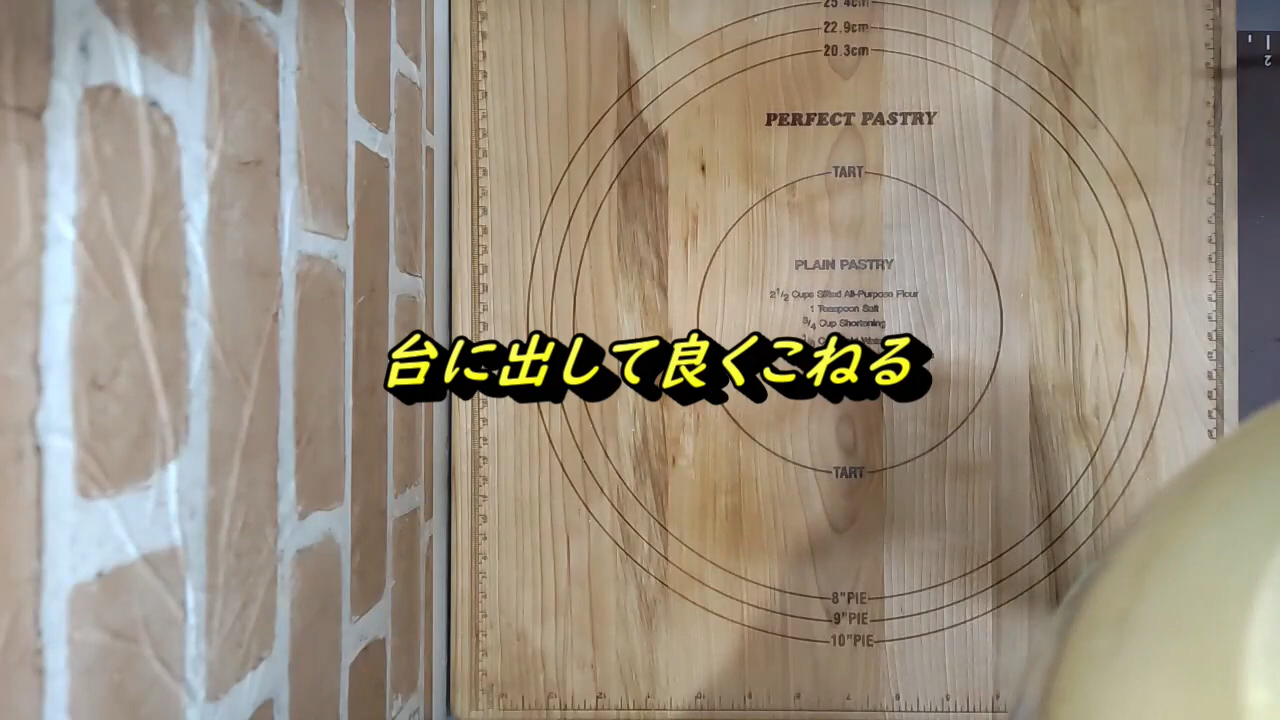 25.4cm
22.9cm
20.3cm
PERFECT PASTRY
TART
PLAIN PASTRY
2 1/2 Cups Sifted All-Purpose Flour
1 Teaspoon Salt
3/4 Cup Shortening
台に出して良くこねる
TART
8"PIE
9"PIE
10"PIE